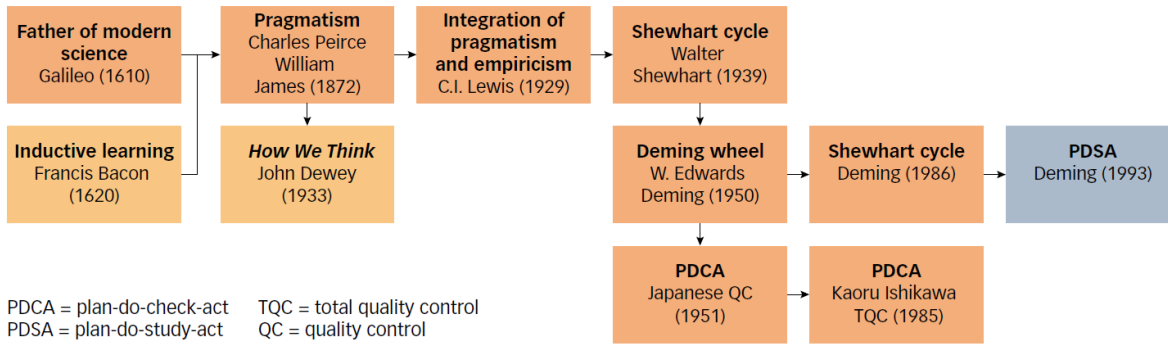 Father of modern
science
Galileo (1610)
Pragmatism
Charles Peirce
William
James (1872)
Integration of
pragmatism
and empiricism
C.I. Lewis (1929)
Shewhart cycle
Walter
Shewhart (1939)
Inductive learning
Francis Bacon
(1620)
How We Think
John Dewey
(1933)
Deming wheel
W. Edwards
Deming (1950)
Shewhart cycle
Deming (1986)
PDSA
Deming (1993)
PDCA
Japanese QC
(1951)
PDCA
Kaoru Ishikawa
TQC (1985)
PDCA = plan-do-check-act
TQC = total quality control
PDSA = plan-do-study-act
QC = quality control